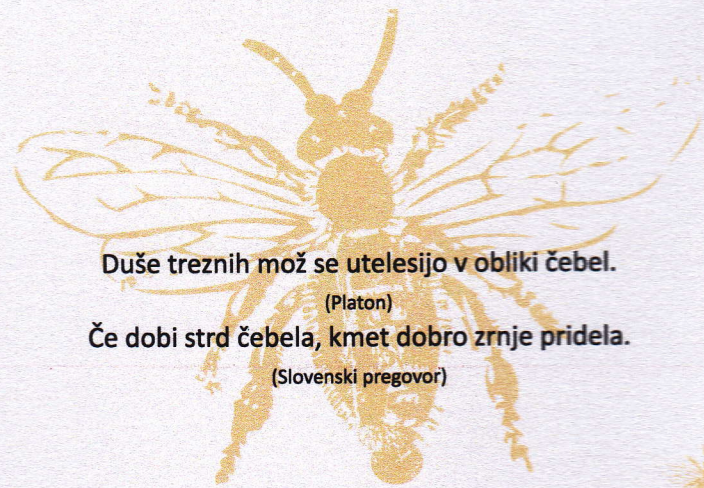 Duše treznih mož se utelesijo v obliki čebel.
(Platon)
Če dobi strd čebela, kmet dobro zrnje pridela.
(Slovenski pregovor)